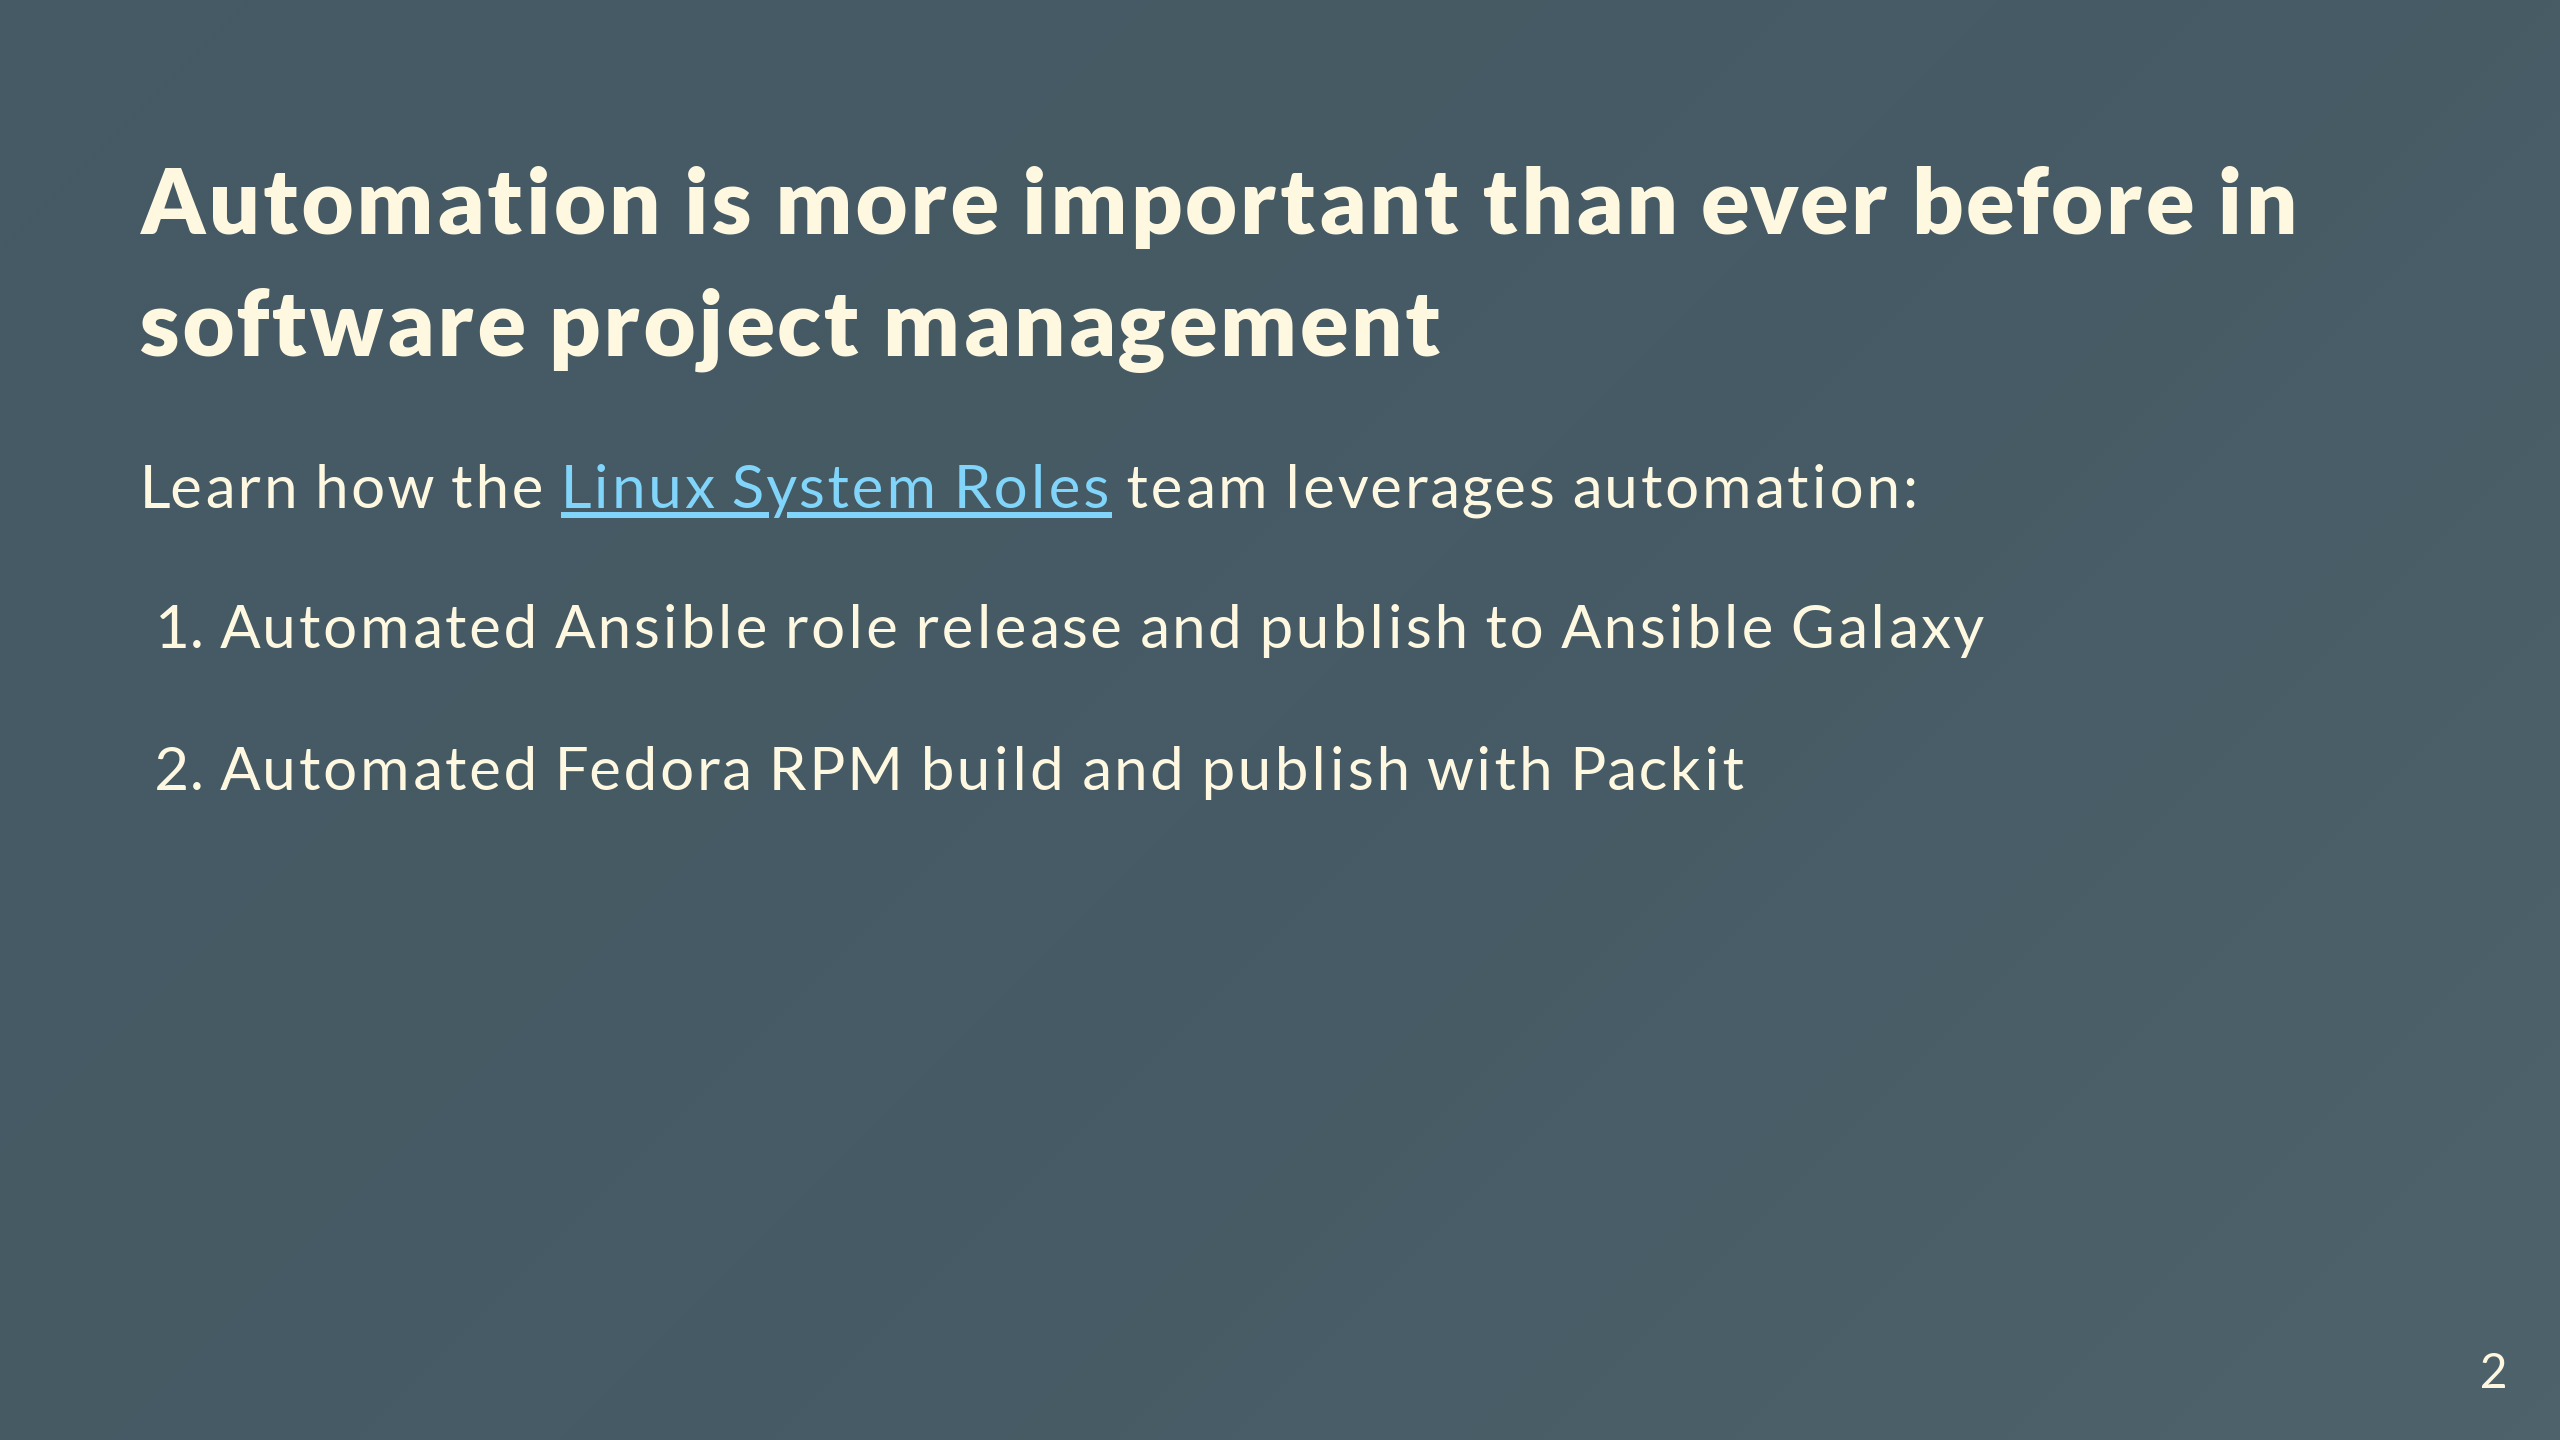 Automation is more important than ever before in
software project management
Learn how the Linux System Roles team leverages automation:
1. Automated Ansible role release and publish to Ansible Galaxy
2. Automated Fedora RPM build and publish with Packit
2